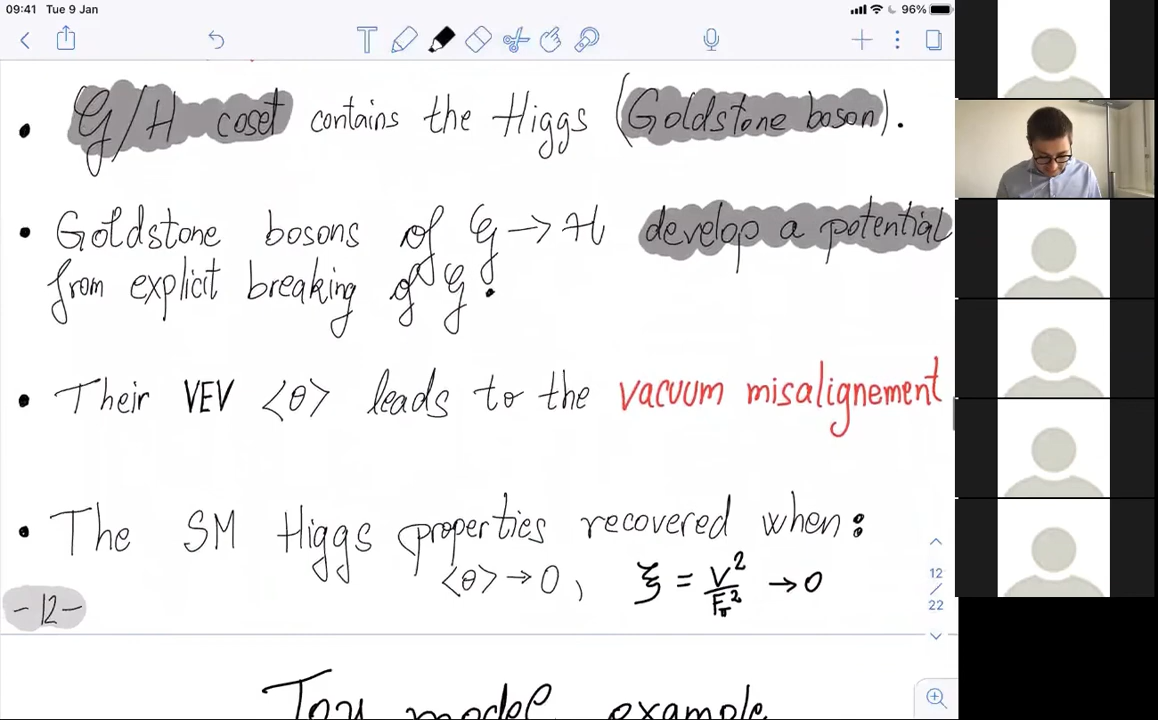 09:41 Tue 9 Jan
96%
• G/H coset contains the Higgs (Goldstone boson).
• Goldstone bosons of G → H develop a potential
from explicit breaking of G.
• Their VEV <θ> leads to the vacuum misalignement
• The SM Higgs properties recovered when:
<θ> → 0, ξ = V²/F_π² → 0
-12-
12
/
22
Toy model example